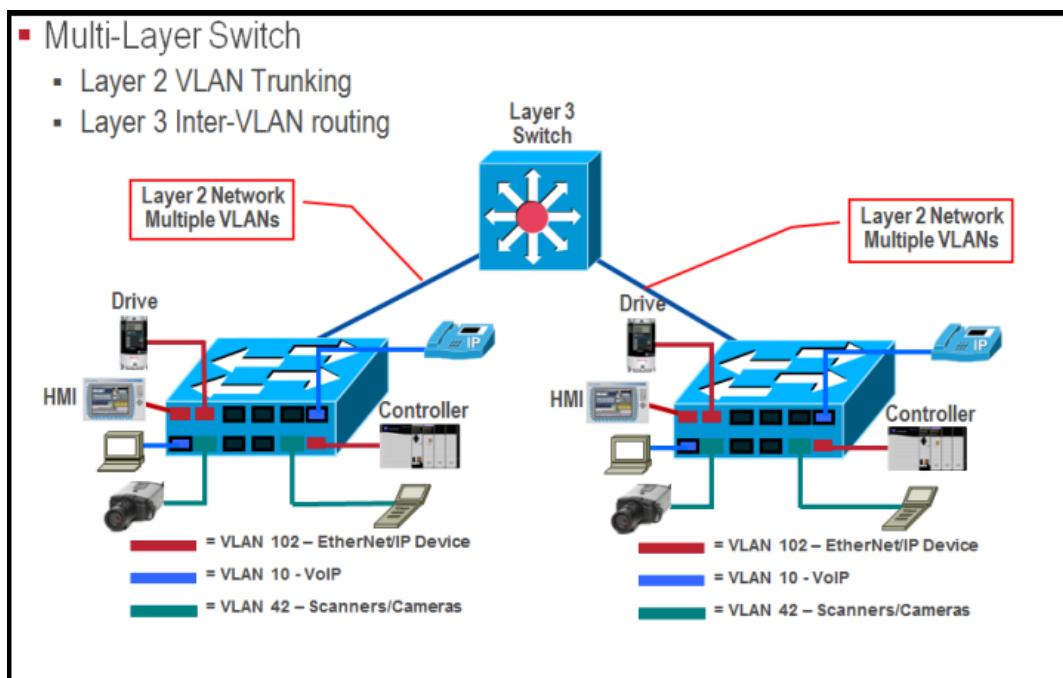 Multi-Layer Switch
Layer 2 VLAN Trunking
Layer 3 Inter-VLAN routing
Layer 3
Switch
Layer 2 Network
Multiple VLANs
Layer 2 Network
Multiple VLANs
Drive
IP
HMI
Controller
= VLAN 102 – EtherNet/IP Device
= VLAN 10 - VoIP
= VLAN 42 – Scanners/Cameras
Drive
IP
HMI
Controller
= VLAN 102 – EtherNet/IP Device
= VLAN 10 - VoIP
= VLAN 42 – Scanners/Cameras